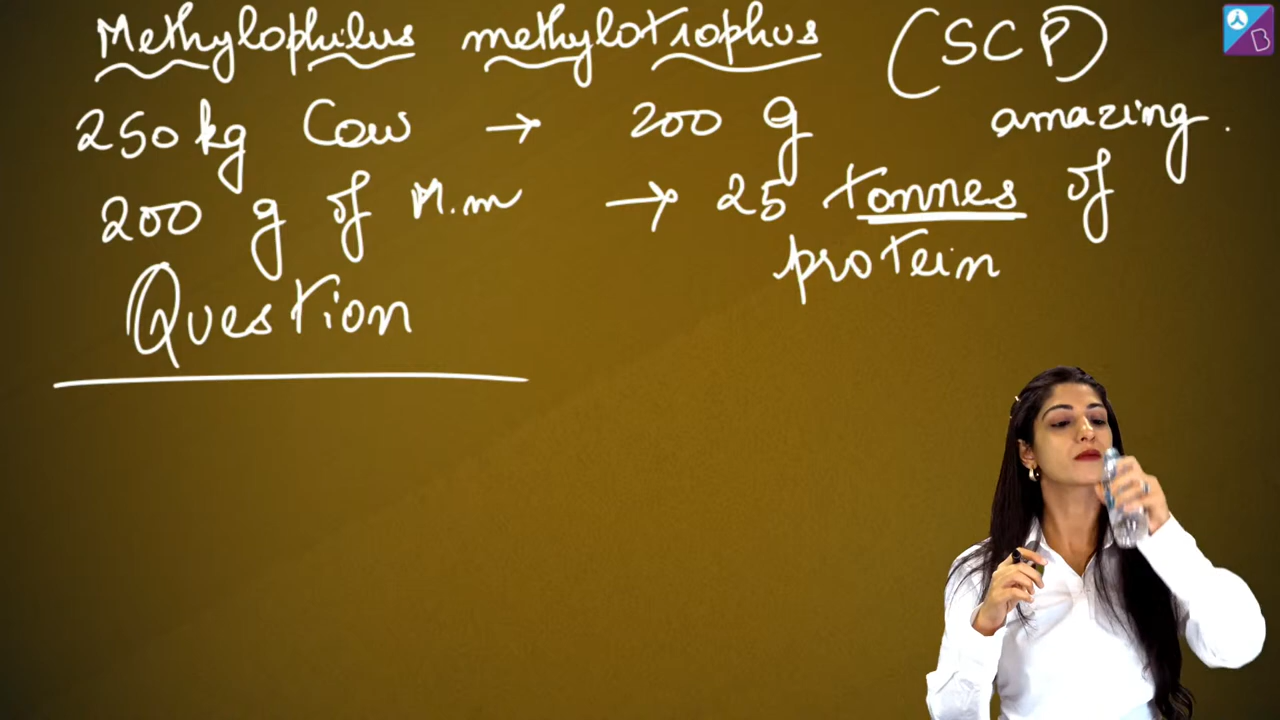 Methylophilus methylotrophus (SCP)
250 kg Cow → 200 g amazing.
200 g of M.m → 25 tonnes of
protein
Question
B